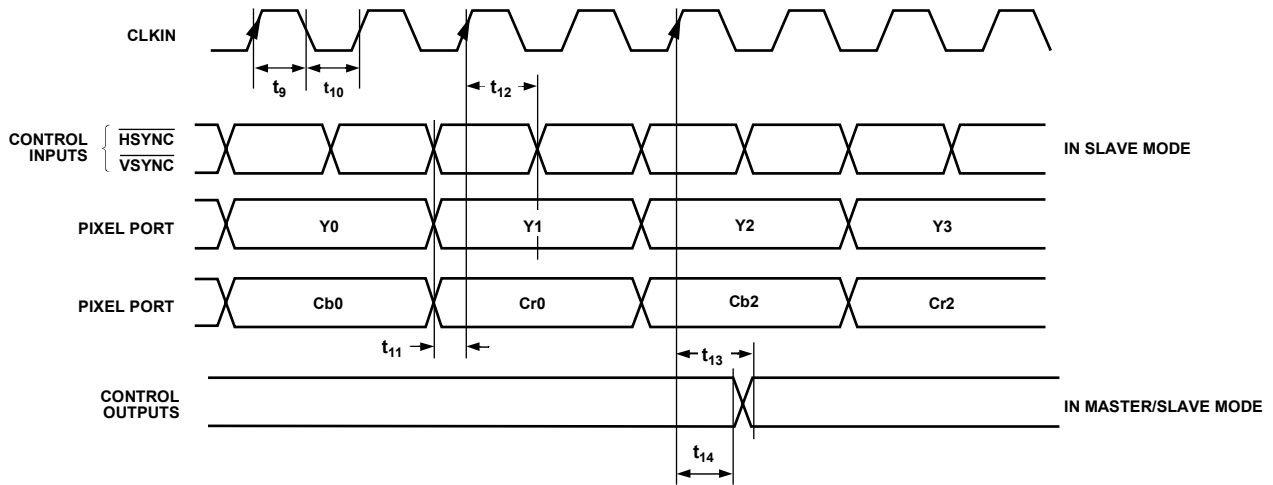 CLKIN
t9
t10
t12
CONTROL INPUTS
HSYNC
VSYNC
IN SLAVE MODE
PIXEL PORT
Y0
Y1
Y2
Y3
PIXEL PORT
Cb0
Cr0
Cb2
Cr2
t11
t13
CONTROL
OUTPUTS
IN MASTER/SLAVE MODE
t14